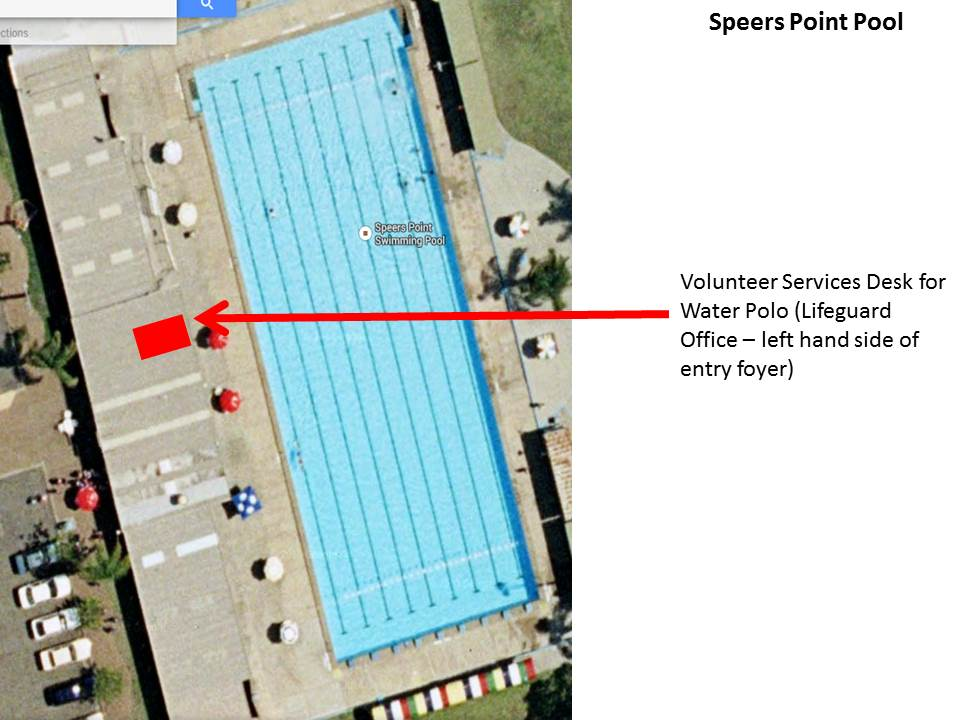 ctions
Speers Point Pool
Speers Point
Swimming Pool
Volunteer Services Desk for
Water Polo (Lifeguard
Office – left hand side of
entry foyer)